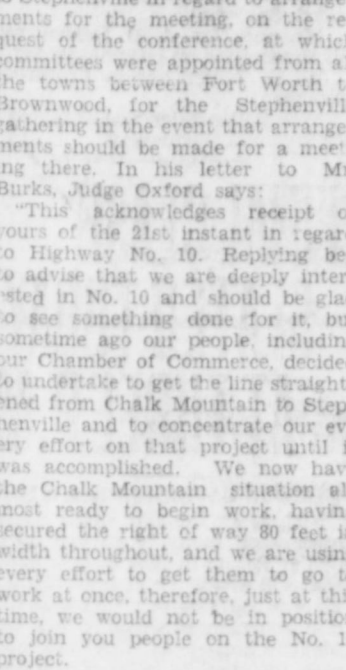 to Stephenville in regard to arrange-
ments for the meeting, on the re
quest of the conference, at which
committees were appointed from a
the towns between Fort Worth t
Brownwood, for the Stephenvill
gathering in the event that arrange
ments should be made for a meet
ing there. In his letter to Mr
Burks, Judge Oxford says:
"This acknowledges receipt o
yours of the 21st instant in regar
to Highway No. 10. Replying be
to advise that we are deeply inter
ested in No. 10 and should be gla
to see something done for it, bu
sometime ago our people, includin
our Chamber of Commerce, decide
to undertake to get the line straight
ened from Chalk Mountain to Step
henville and to concentrate our ev
ery effort on that project until i
was accomplished. We now hav
the Chalk Mountain situation al
most ready to begin work, havin
secured the right of way 80 feet i
width throughout, and we are usin
every effort to get them to go t
work at once, therefore, just at thi
time, we would not be in positio
to join you people on the No. 1
project.